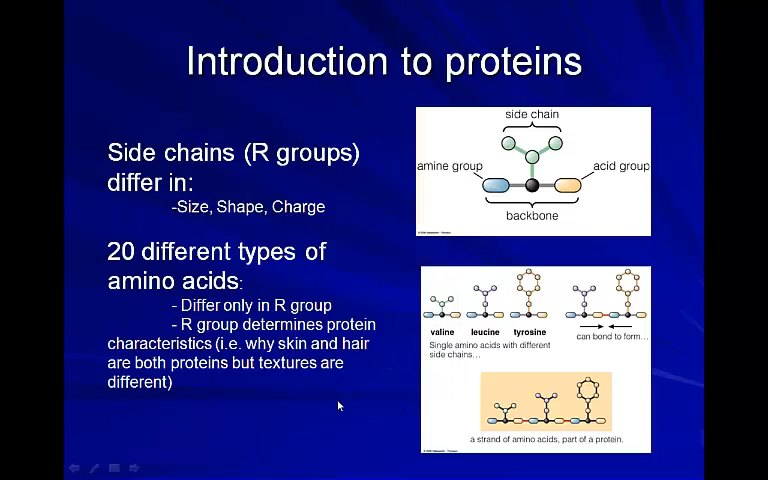 Introduction to proteins
Side chains (R groups)
differ in:
-Size, Shape, Charge
20 different types of
amino acids:
- Differ only in R group
- R group determines protein
characteristics (i.e. why skin and hair
are both proteins but textures are
different)
side chain
amine group
acid group
backbone
valine
leucine
tyrosine
Single amino acids with different
side chains...
can bond to form...
a strand of amino acids, part of a protein.